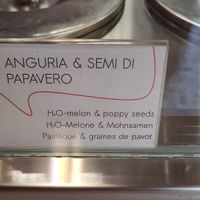 ANGURIA & SEMI DI
PAPAVERO
H₂O-melon & poppy seeds
H₂O-Melone & Mohnsamen
Pastèque & graines de pavot